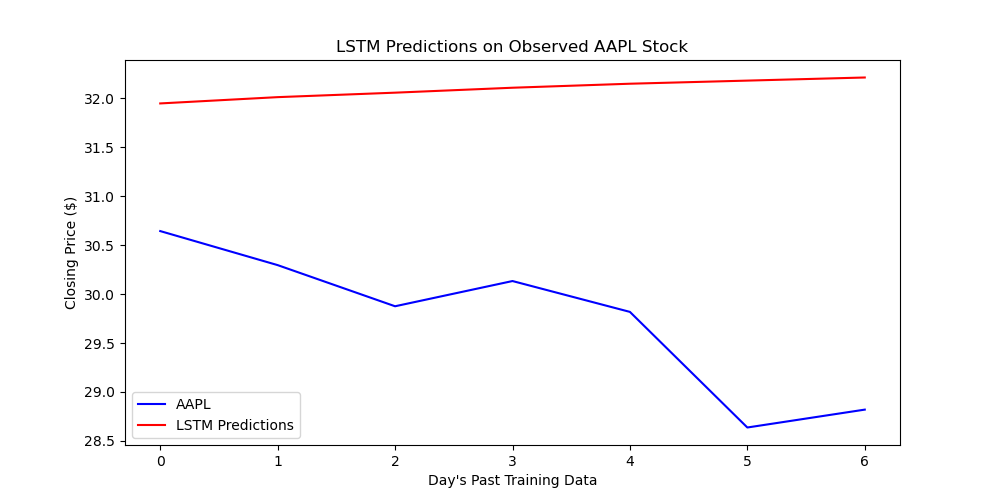 LSTM Predictions on Observed AAPL Stock
Closing Price ($)
32.0
31.5
31.0
30.5
30.0
29.5
29.0
28.5
AAPL
LSTM Predictions
0 1 2 3 4 5 6
Day's Past Training Data